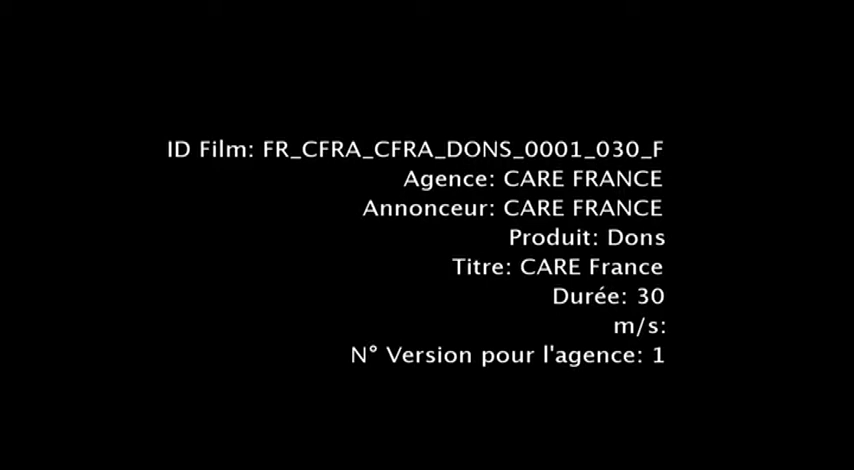 ID Film: FR_CFRA_CFRA_DONS_0001_030_F
Agence: CARE FRANCE
Annonceur: CARE FRANCE
Produit: Dons
Titre: CARE France
Durée: 30
m/s:
N° Version pour l'agence: 1